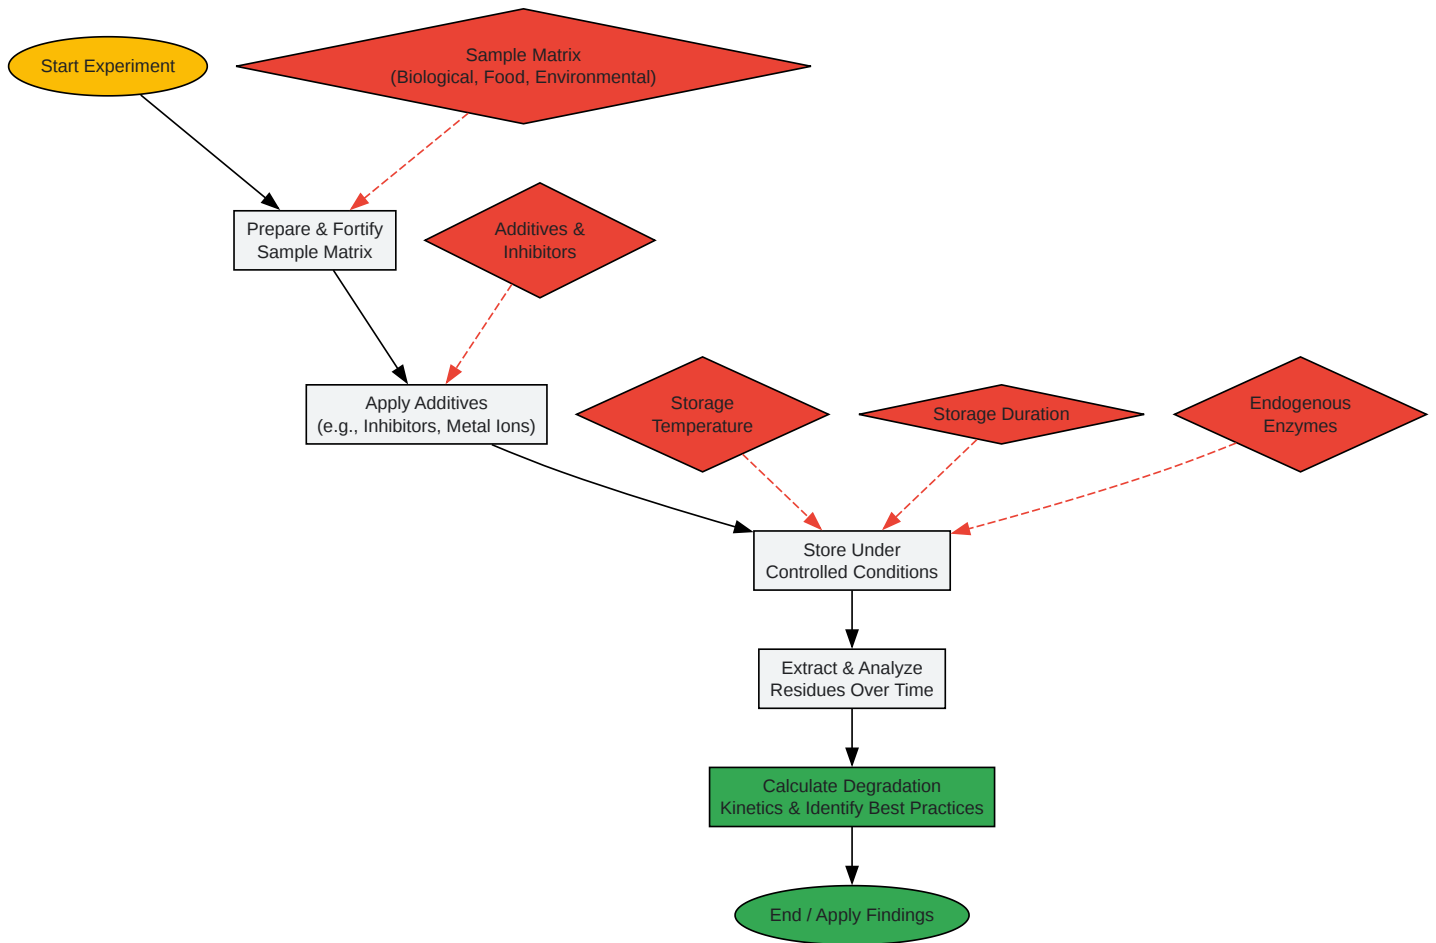 Start Experiment
Sample Matrix
(Biological, Food, Environmental)
Prepare & Fortify
Sample Matrix
Additives &
Inhibitors
Apply Additives
(e.g., Inhibitors, Metal Ions)
Storage
Temperature
Storage Duration
Endogenous
Enzymes
Store Under
Controlled Conditions
Extract & Analyze
Residues Over Time
Calculate Degradation
Kinetics & Identify Best Practices
End / Apply Findings